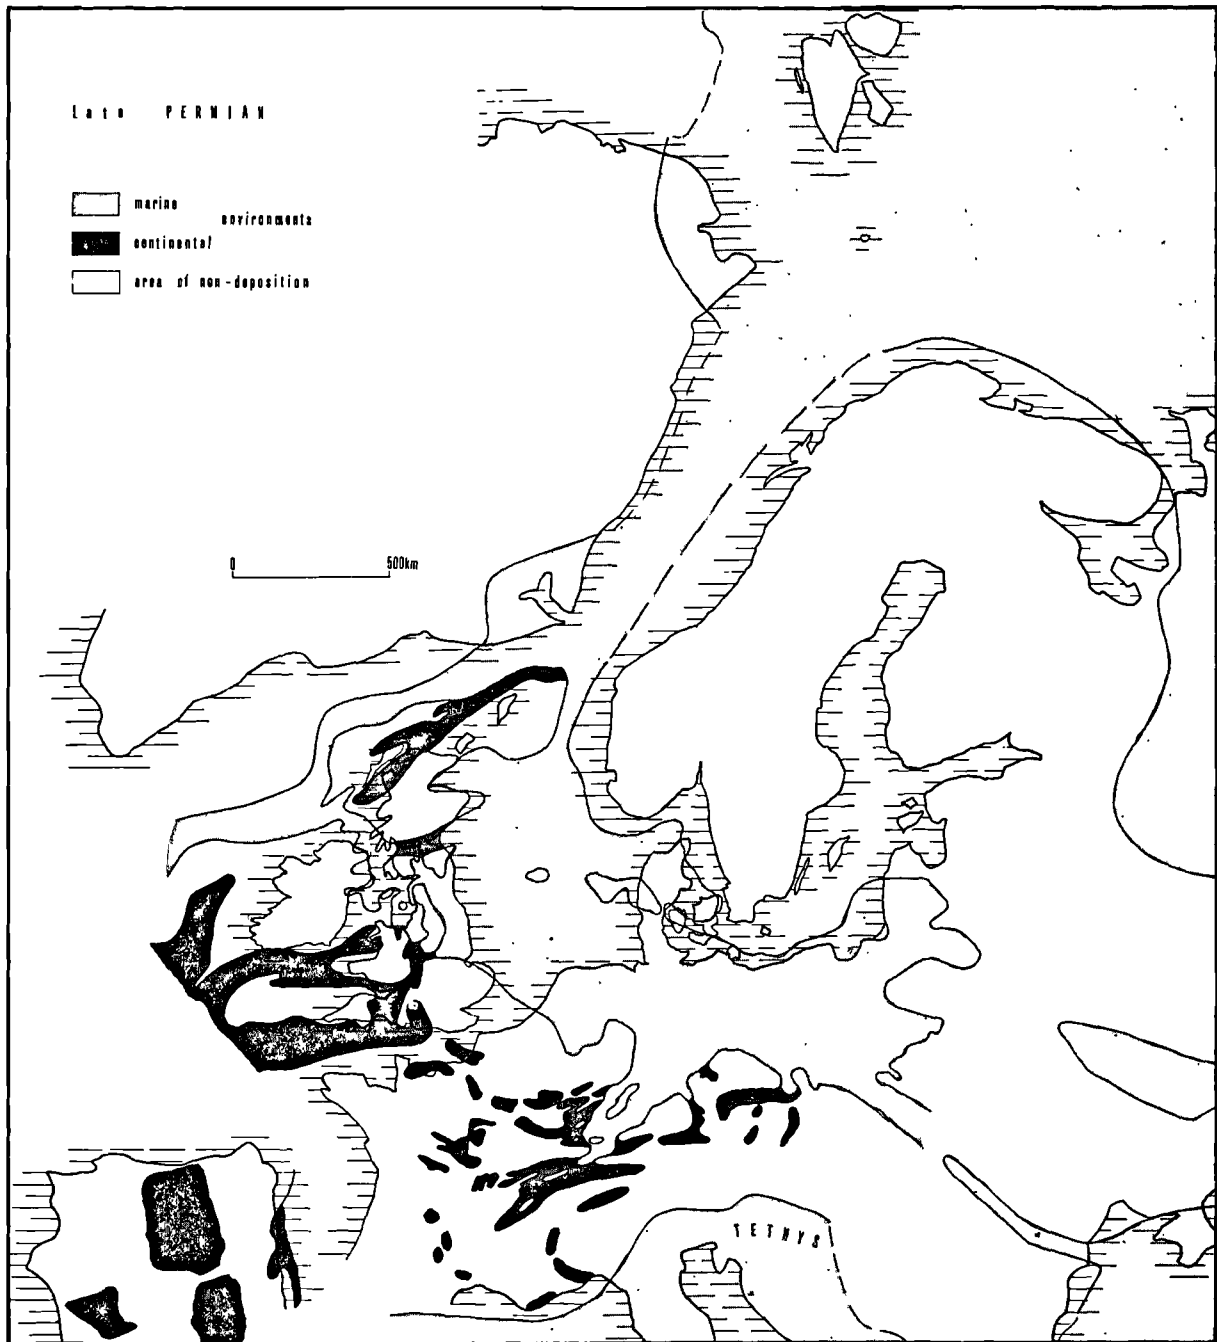 Late PERMIAN
marine
environments
continental
area of non-deposition
0 500km
TETHYS